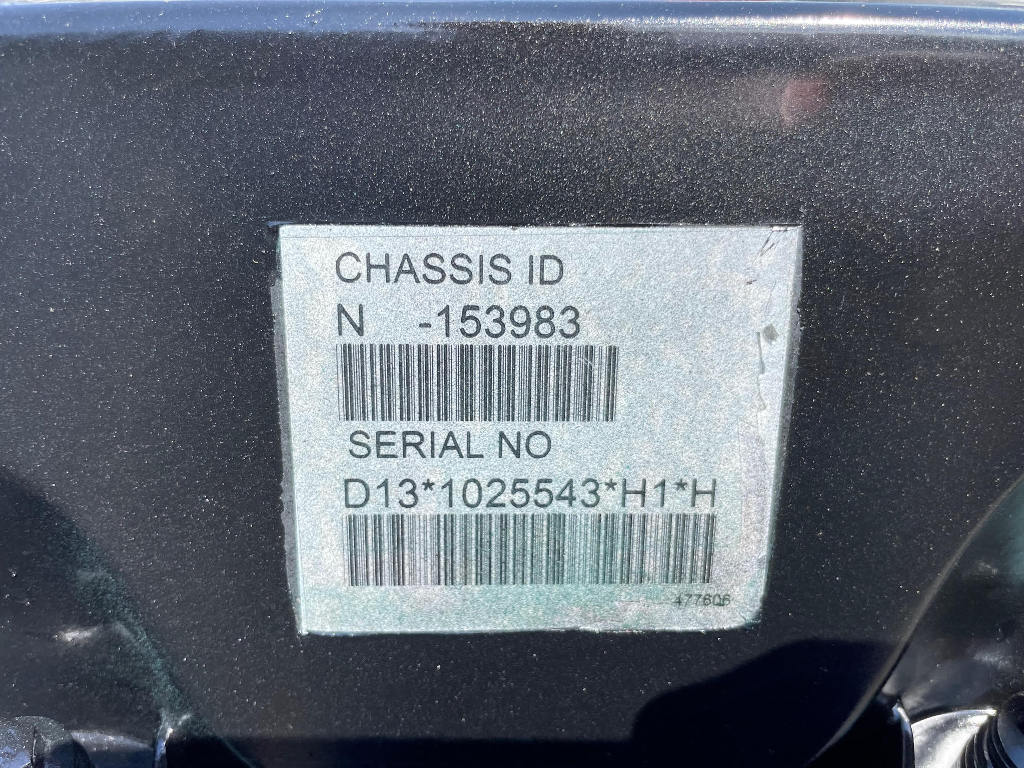 CHASSIS ID
N -153983
SERIAL NO
D13*1025543*H1*H
477606